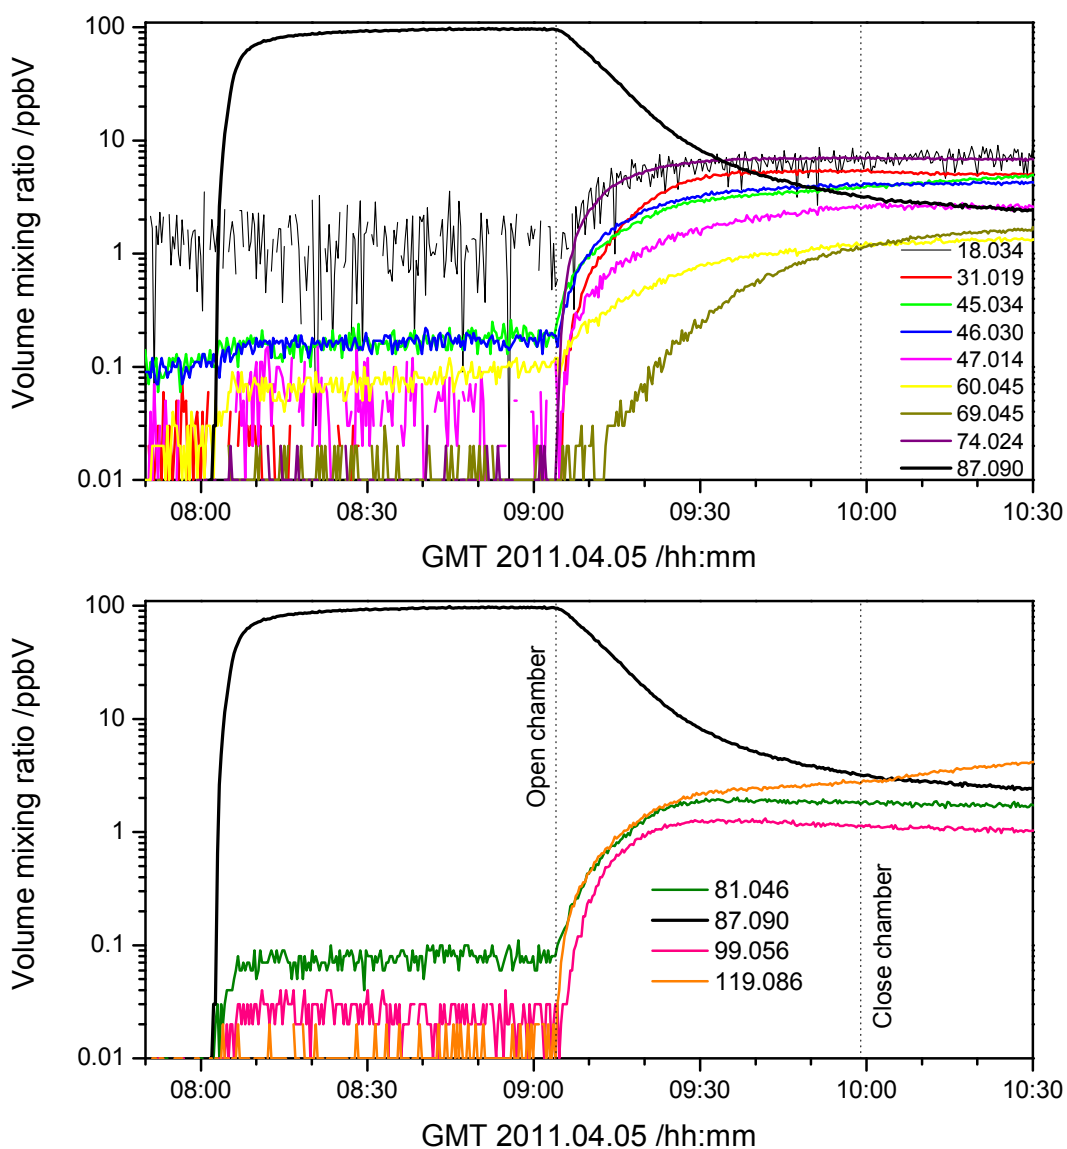 100
10
1
0.1
0.01
Volume mixing ratio /ppbV
18.034
31.019
45.034
46.030
47.014
60.045
69.045
74.024
87.090
08:00 08:30 09:00 09:30 10:00 10:30
GMT 2011.04.05 /hh:mm
100
10
1
0.1
0.01
Volume mixing ratio /ppbV
Open chamber
81.046
87.090
99.056
119.086
Close chamber
08:00 08:30 09:00 09:30 10:00 10:30
GMT 2011.04.05 /hh:mm